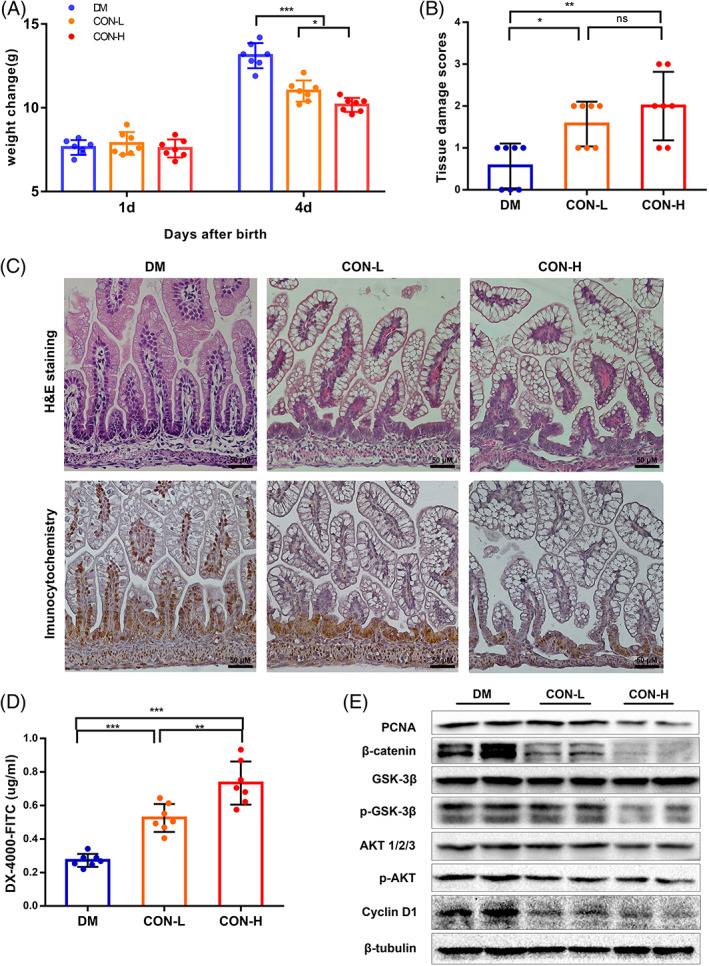 (A)
DM
CON-L
CON-H
***
*
weight change(g)
15
10
5
1d
4d
Days after birth
(B)
**
*
ns
Tissue damage scores
4
3
2
1
0
DM
CON-L
CON-H
(C)
DM
CON-L
CON-H
H&E staining
50 μM
50 μM
50 μM
Imunocytochemistry
50 μM
50 μM
50 μM
(D)
***
***
**
DX-4000-FITC (ug/ml)
1.0
0.8
0.6
0.4
0.2
0.0
DM
CON-L
CON-H
(E)
DM
CON-L
CON-H
PCNA
β-catenin
GSK-3β
p-GSK-3β
AKT 1/2/3
p-AKT
Cyclin D1
β-tubulin